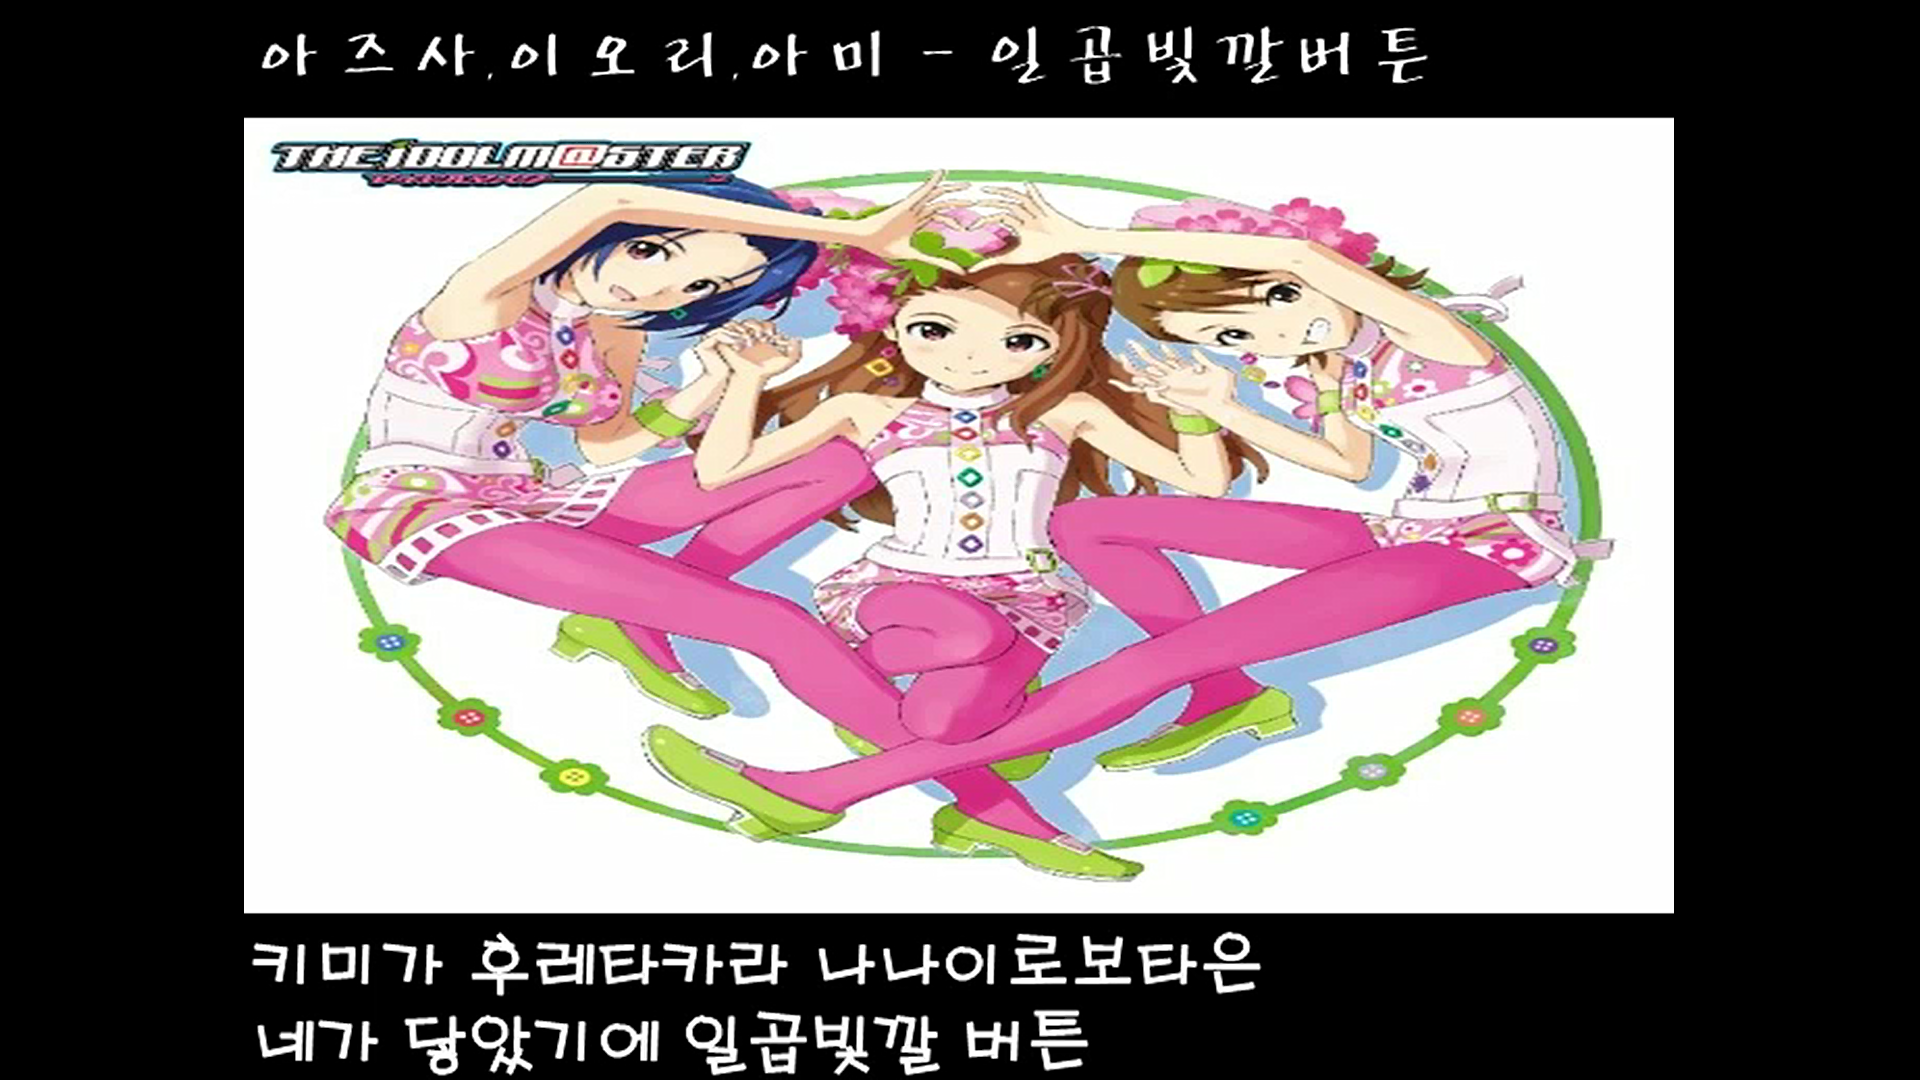 아즈사,이오리,아미 - 일곱빛깔버튼
THE iDOLM@STER
키미가 후레타카라 나나이로보타은
네가 닿았기에 일곱빛깔 버튼